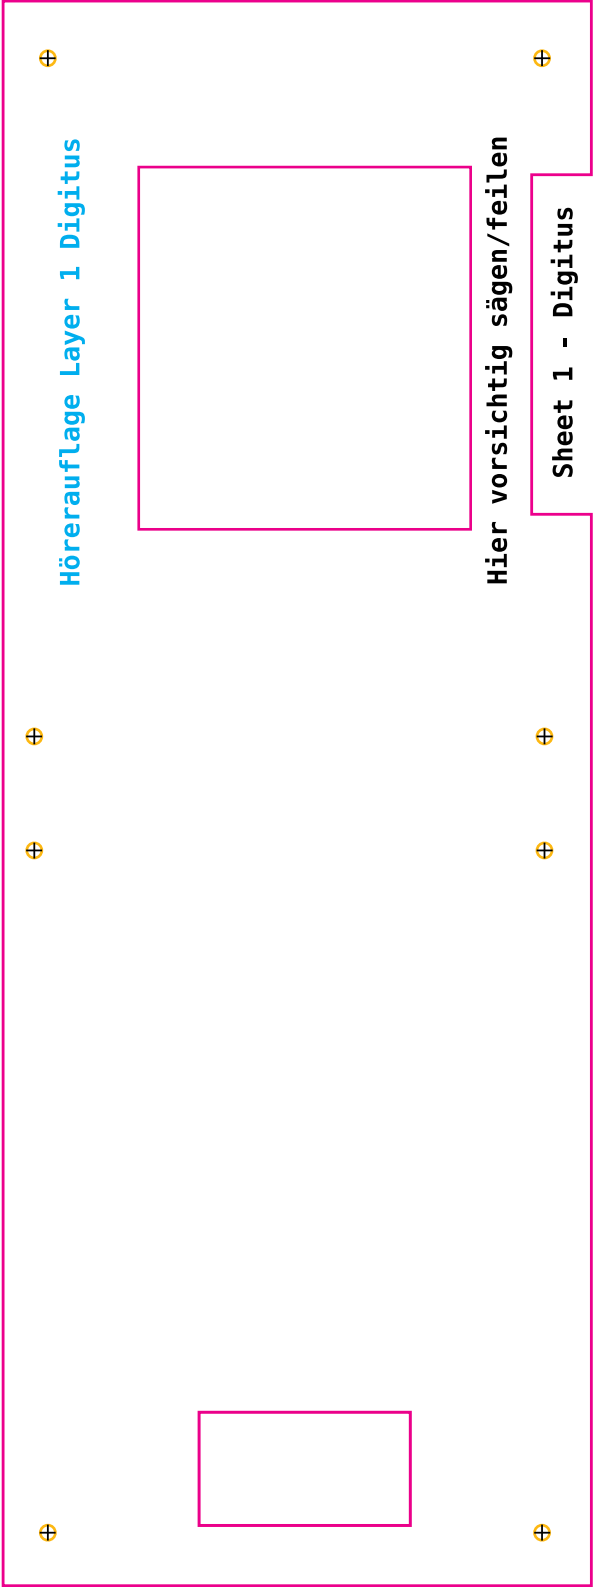 Hörerauflage Layer 1 Digitus
Hier vorsichtig sägen/feilen
Sheet 1 - Digitus